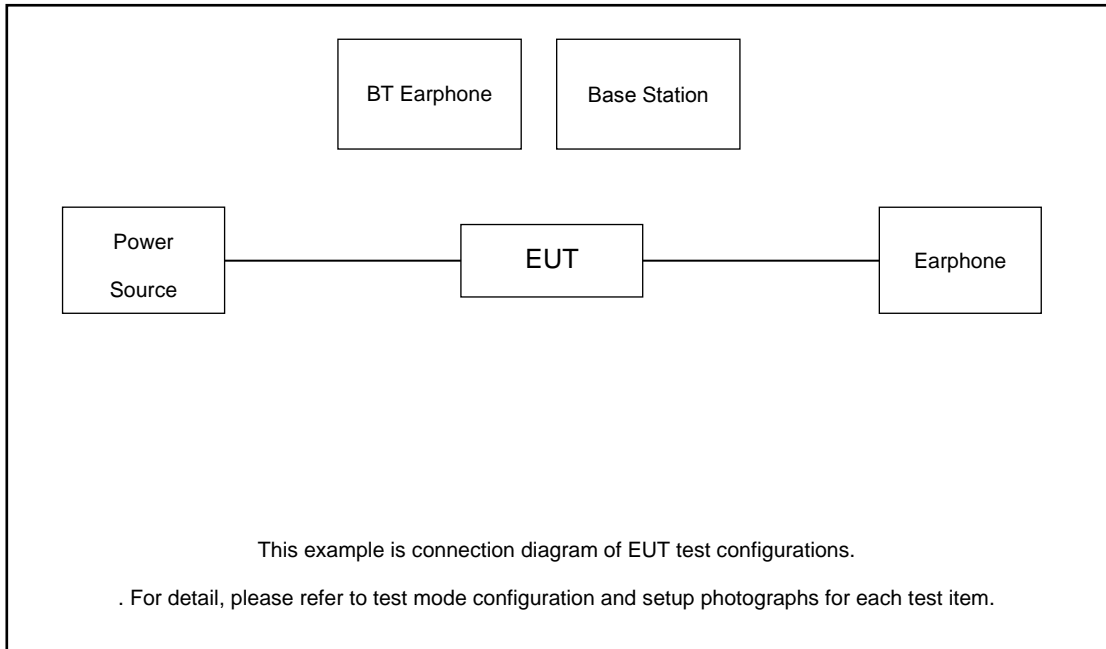 BT Earphone
Base Station
Power
Source
EUT
Earphone
This example is connection diagram of EUT test configurations.
. For detail, please refer to test mode configuration and setup photographs for each test item.